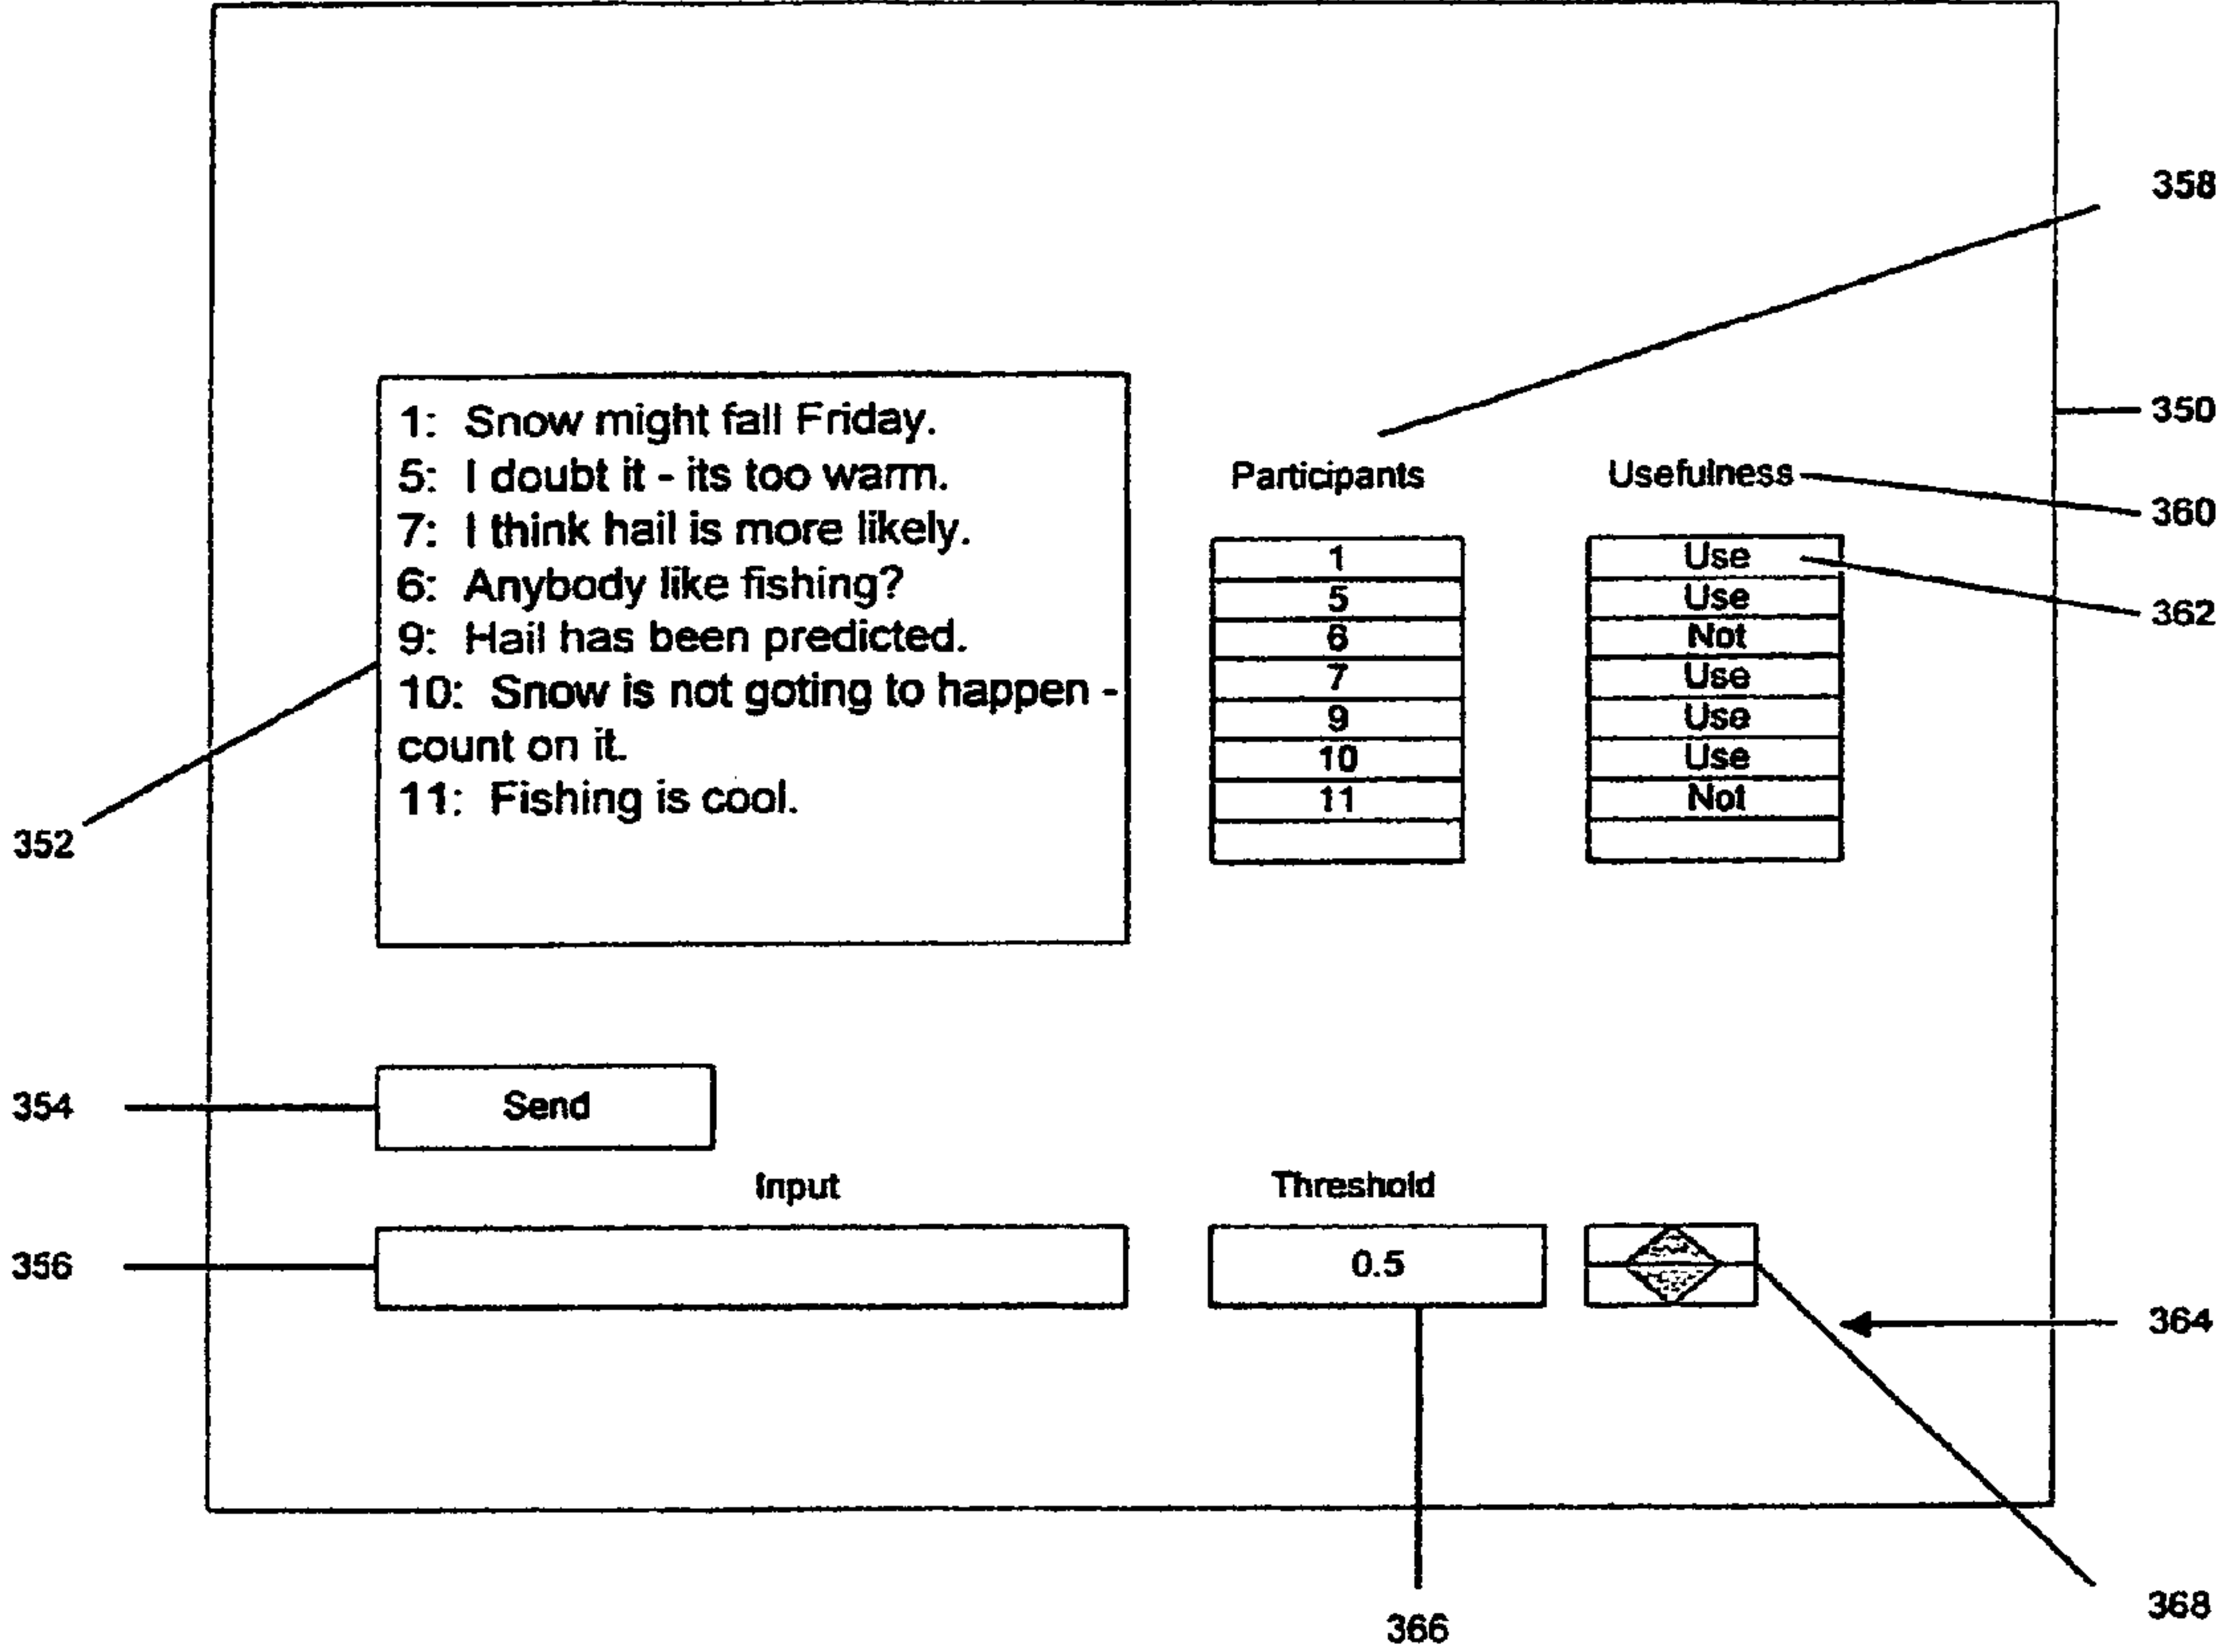 358
1: Snow might fall Friday.
350
5: I doubt it - its too warm.
Participants
Usefulness
360
7: I think hail is more likely.
1
Use
6: Anybody like fishing?
5
Use
362
9: Hail has been predicted.
6
Not
7
Use
10: Snow is not goting to happen -
9
Use
count on it.
10
Use
11: Fishing is cool.
11
Not
352
354
Send
Input
Threshold
356
0.5
364
366
368